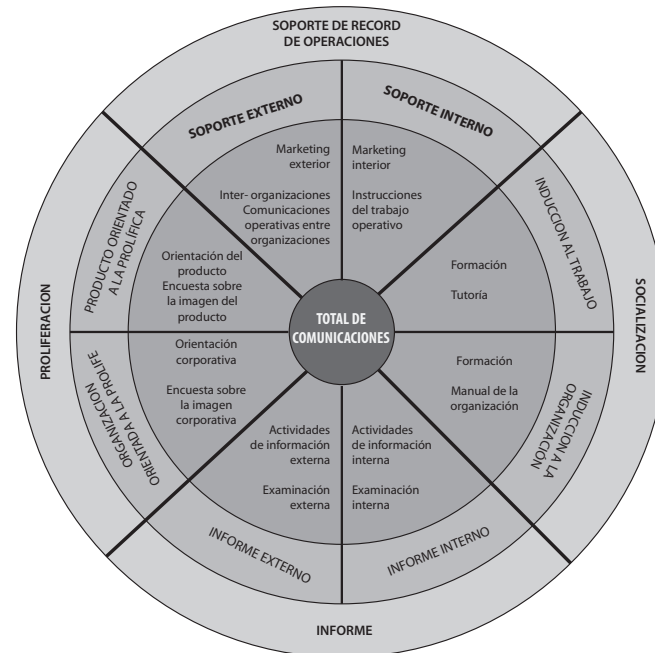 SOPORTE DE RECORD
DE OPERACIONES
SOPORTE EXTERNO
SOPORTE INTERNO
Marketing
exterior
Inter- organizaciones
Comunicaciones
operativas entre
organizaciones
Marketing
interior
Instrucciones
del trabajo
operativo
PRODUCTO ORIENTADO
A LA PROLÍFICA
Orientación del
producto
Encuesta sobre
la imagen del
producto
Formación
Tutoría
INDUCCION AL TRABAJO
PROLIFERACION
TOTAL DE
COMUNICACIONES
SOCIALIZACION
ORGANIZACION
ORIENTADA A LA PROLIFE
Orientación
corporativa
Encuesta sobre
la imagen
corporativa
Formación
Manual de la
organización
INDUCCION A LA
ORGANIZACIÓN
Actividades
de información
externa
Examinación
externa
Actividades
de información
interna
Examinación
interna
INFORME EXTERNO
INFORME INTERNO
INFORME